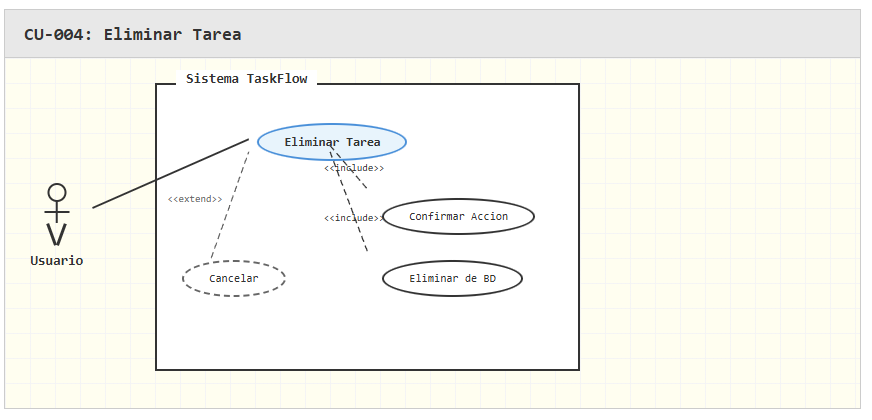 CU-004: Eliminar Tarea
Sistema TaskFlow
Eliminar Tarea
<<include>>
<<extend>>
<<include>>
Confirmar Accion
Usuario
Cancelar
Eliminar de BD